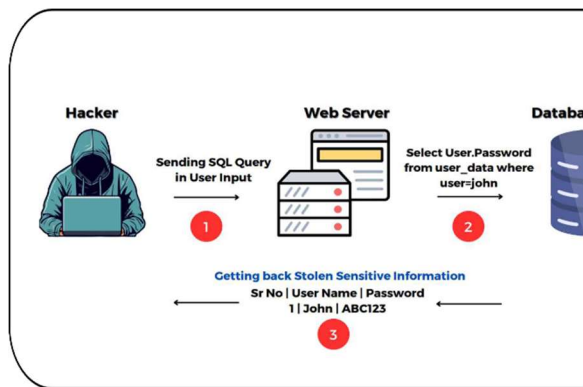 Hacker
Web Server
Databa
Sending SQL Query
in User Input
Select User.Password
from user_data where
user=john
1
2
Getting back Stolen Sensitive Information
Sr No | User Name | Password
1 | John | ABC123
3